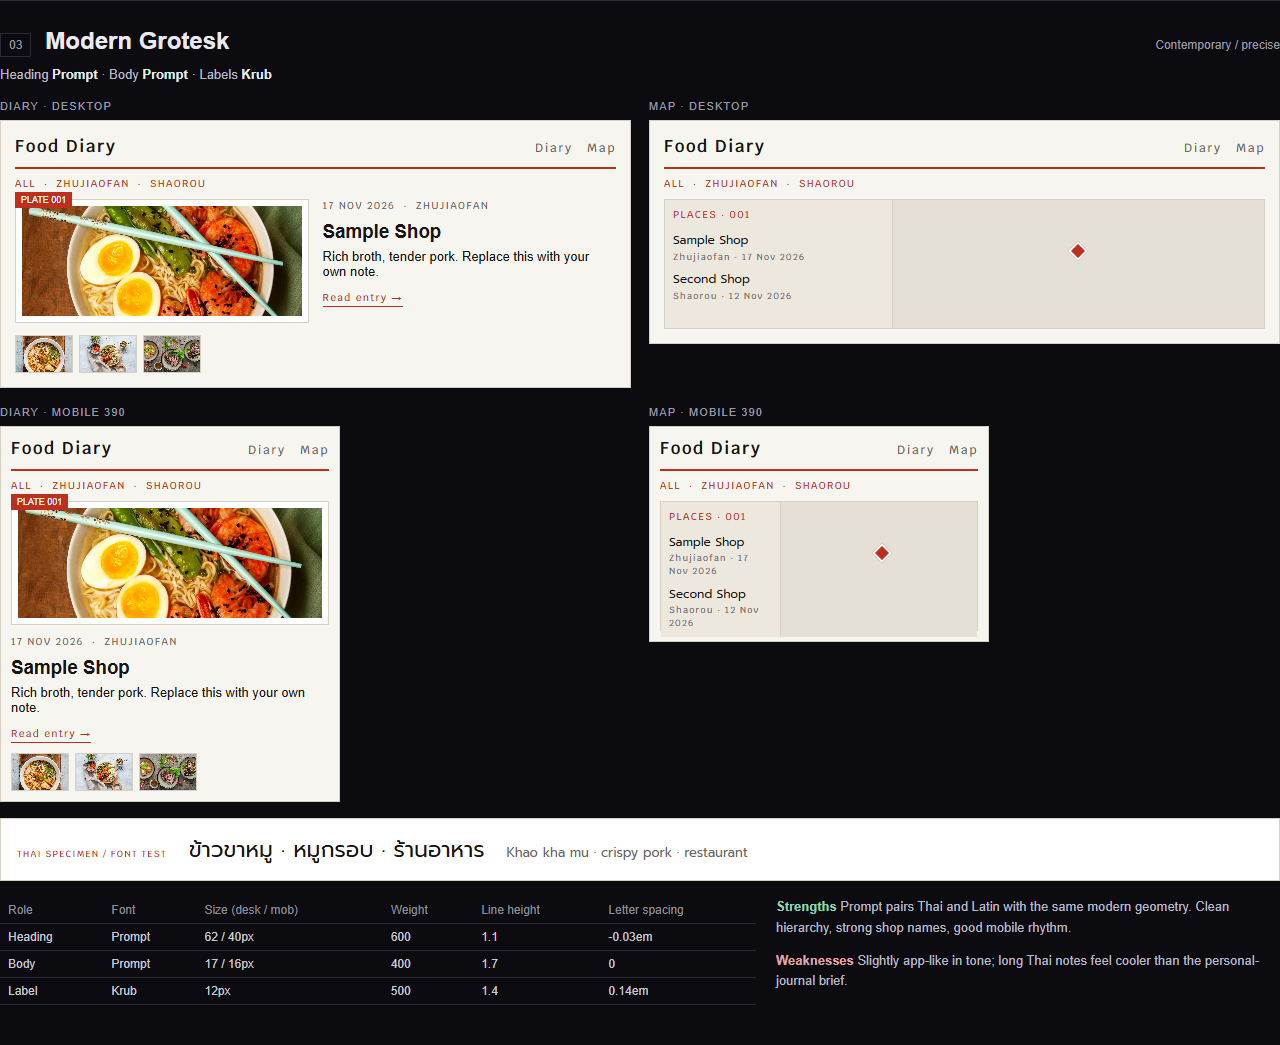 03 Modern Grotesk
Contemporary / precise
Heading Prompt · Body Prompt · Labels Krub
DIARY · DESKTOP
Food Diary
Diary Map
ALL · ZHUJIAOFAN · SHAOROU
PLATE 001
17 NOV 2026 · ZHUJIAOFAN
Sample Shop
Rich broth, tender pork. Replace this with your
own note.
Read entry →
MAP · DESKTOP
Food Diary
Diary Map
ALL · ZHUJIAOFAN · SHAOROU
PLACES · 001
Sample Shop
Zhujiaofan · 17 Nov 2026
Second Shop
Shaorou · 12 Nov 2026
DIARY · MOBILE 390
Food Diary
Diary Map
ALL · ZHUJIAOFAN · SHAOROU
PLATE 001
17 NOV 2026 · ZHUJIAOFAN
Sample Shop
Rich broth, tender pork. Replace this with your own
note.
Read entry →
MAP · MOBILE 390
Food Diary
Diary Map
ALL · ZHUJIAOFAN · SHAOROU
PLACES · 001
Sample Shop
Zhujiaofan · 17
Nov 2026
Second Shop
Shaorou · 12 Nov
2026
THAI SPECIMEN / FONT TEST ข้าวขาหมู · หมูกรอบ · ร้านอาหาร Khao kha mu · crispy pork · restaurant
Role Font Size (desk / mob) Weight Line height Letter spacing
Heading Prompt 62 / 40px 600 1.1 -0.03em
Body Prompt 17 / 16px 400 1.7 0
Label Krub 12px 500 1.4 0.14em
Strengths Prompt pairs Thai and Latin with the same modern geometry. Clean
hierarchy, strong shop names, good mobile rhythm.
Weaknesses Slightly app-like in tone; long Thai notes feel cooler than the personal-
journal brief.